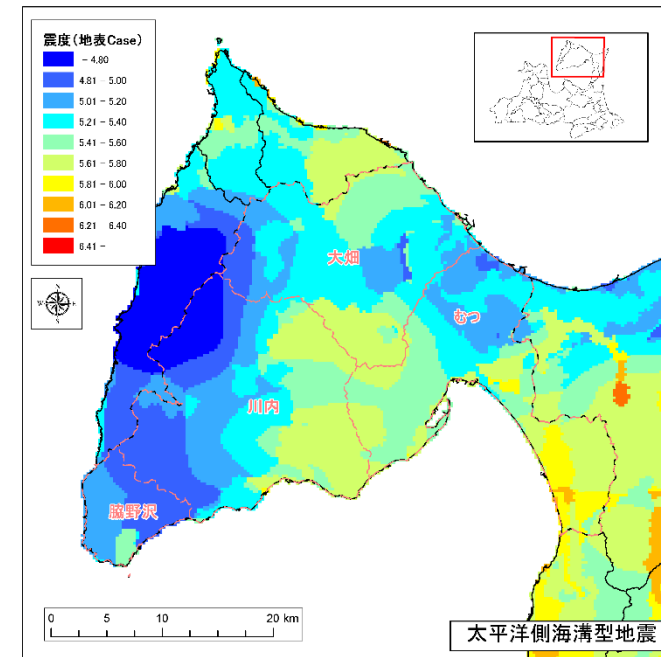 震度(地表Case)
- 4.80
4.81 - 5.00
5.01 - 5.20
5.21 - 5.40
5.41 - 5.60
5.61 - 5.80
5.81 - 6.00
6.01 - 6.20
6.21 6.40
6.41 -
N
W E
S
大畑
むつ
川内
脇野沢
0 5 10 20 km
太平洋側海溝型地震